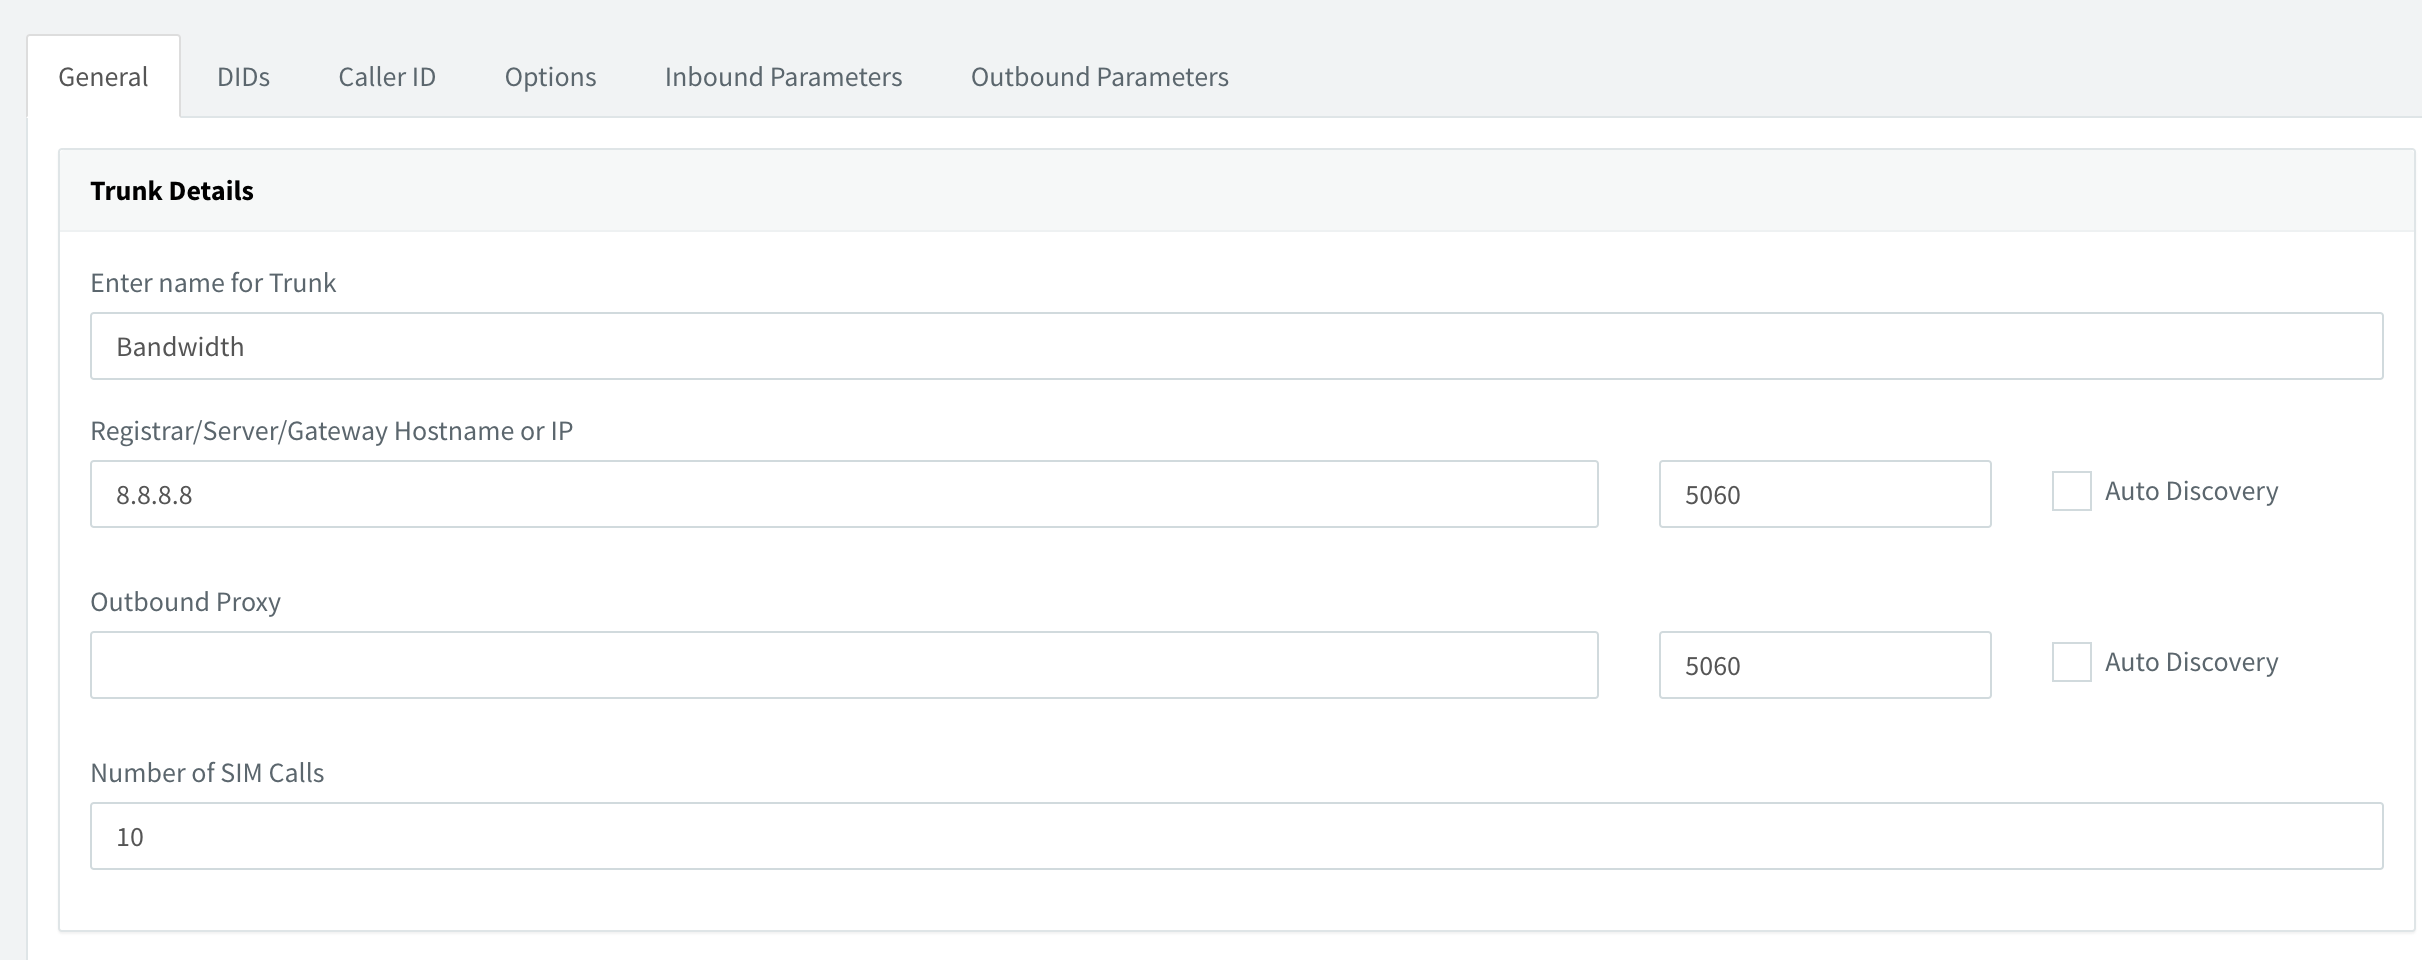 General DIDs Caller ID Options Inbound Parameters Outbound Parameters
Trunk Details
Enter name for Trunk
Bandwidth
Registrar/Server/Gateway Hostname or IP
8.8.8.8 5060 Auto Discovery
Outbound Proxy
5060 Auto Discovery
Number of SIM Calls
10